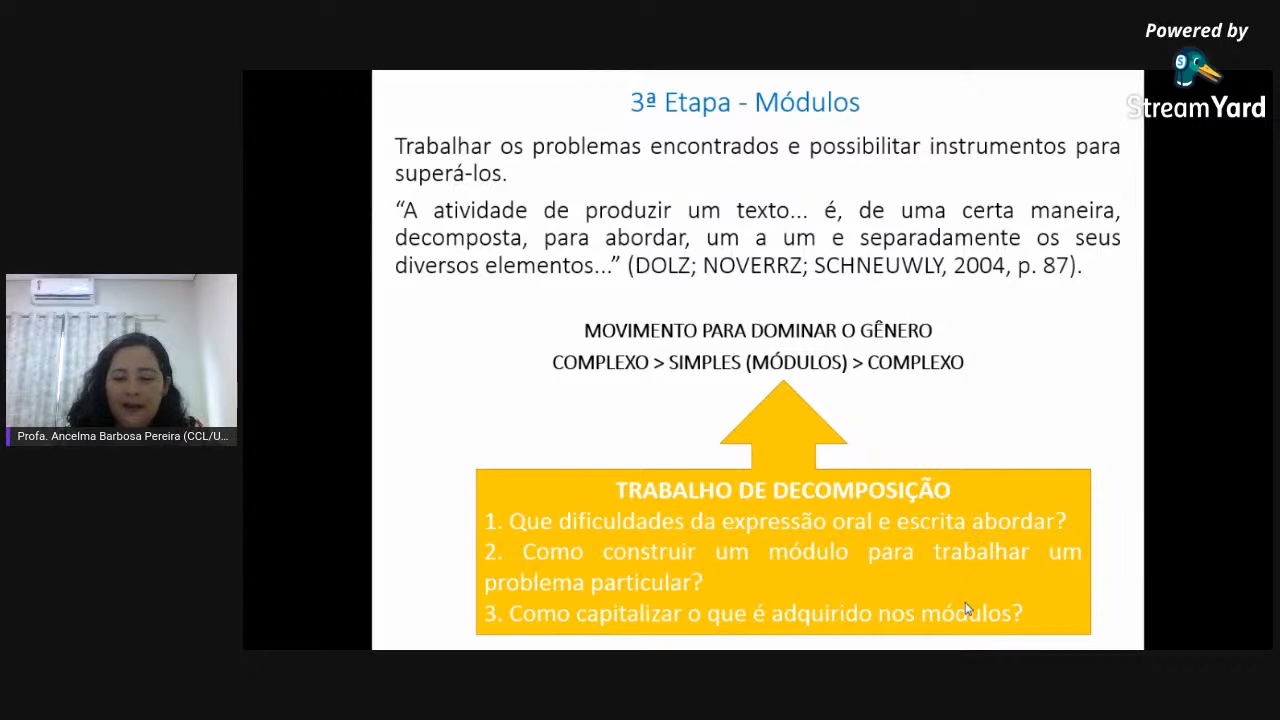 Powered by
StreamYard
3ª Etapa - Módulos
Trabalhar os problemas encontrados e possibilitar instrumentos para
superá-los.
“A atividade de produzir um texto... é, de uma certa maneira,
decomposta, para abordar, um a um e separadamente os seus
diversos elementos...” (DOLZ; NOVERRZ; SCHNEUWLY, 2004, p. 87).
MOVIMENTO PARA DOMINAR O GÊNERO
COMPLEXO > SIMPLES (MÓDULOS) > COMPLEXO
TRABALHO DE DECOMPOSIÇÃO
1. Que dificuldades da expressão oral e escrita abordar?
2. Como construir um módulo para trabalhar um
problema particular?
3. Como capitalizar o que é adquirido nos módulos?
Profa. Ancelma Barbosa Pereira (CCL/U...